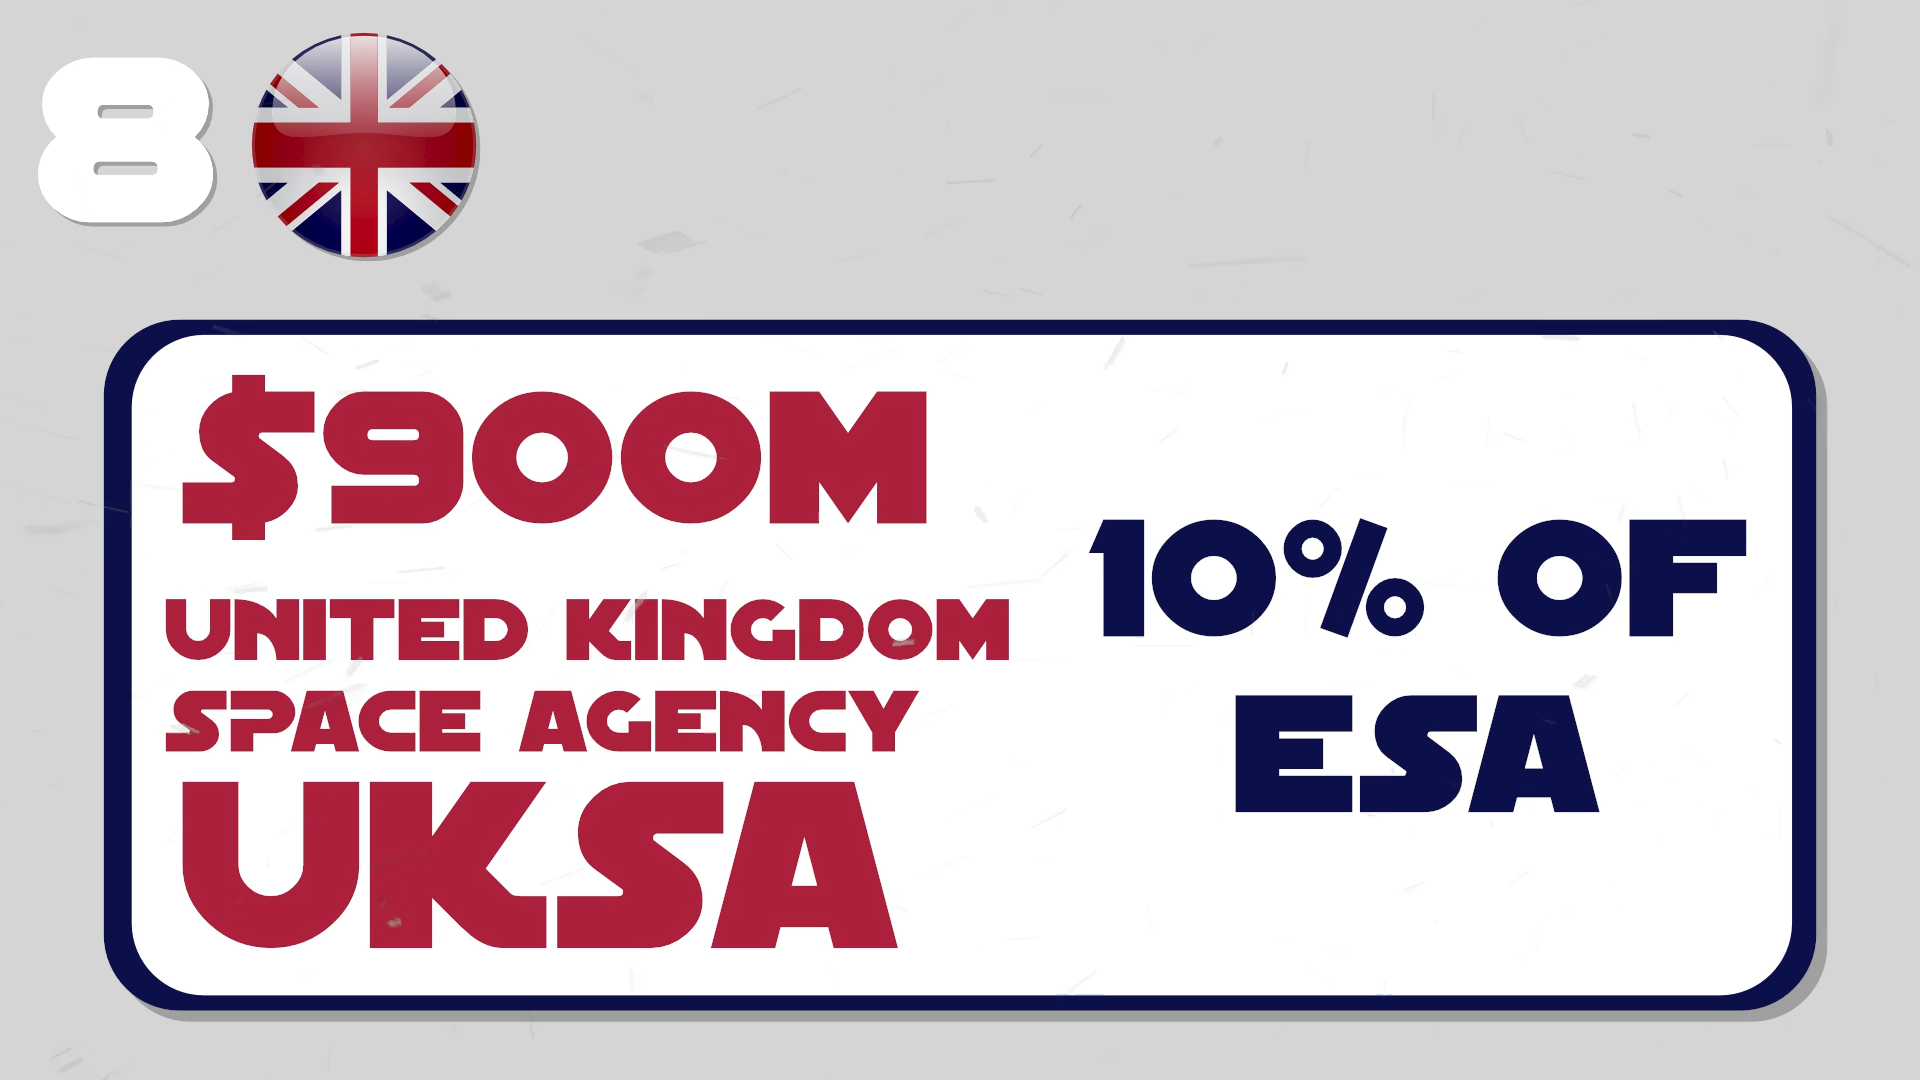 8
$900M
UNITED KINGDOM
SPACE AGENCY
UKSA
10% OF
ESA